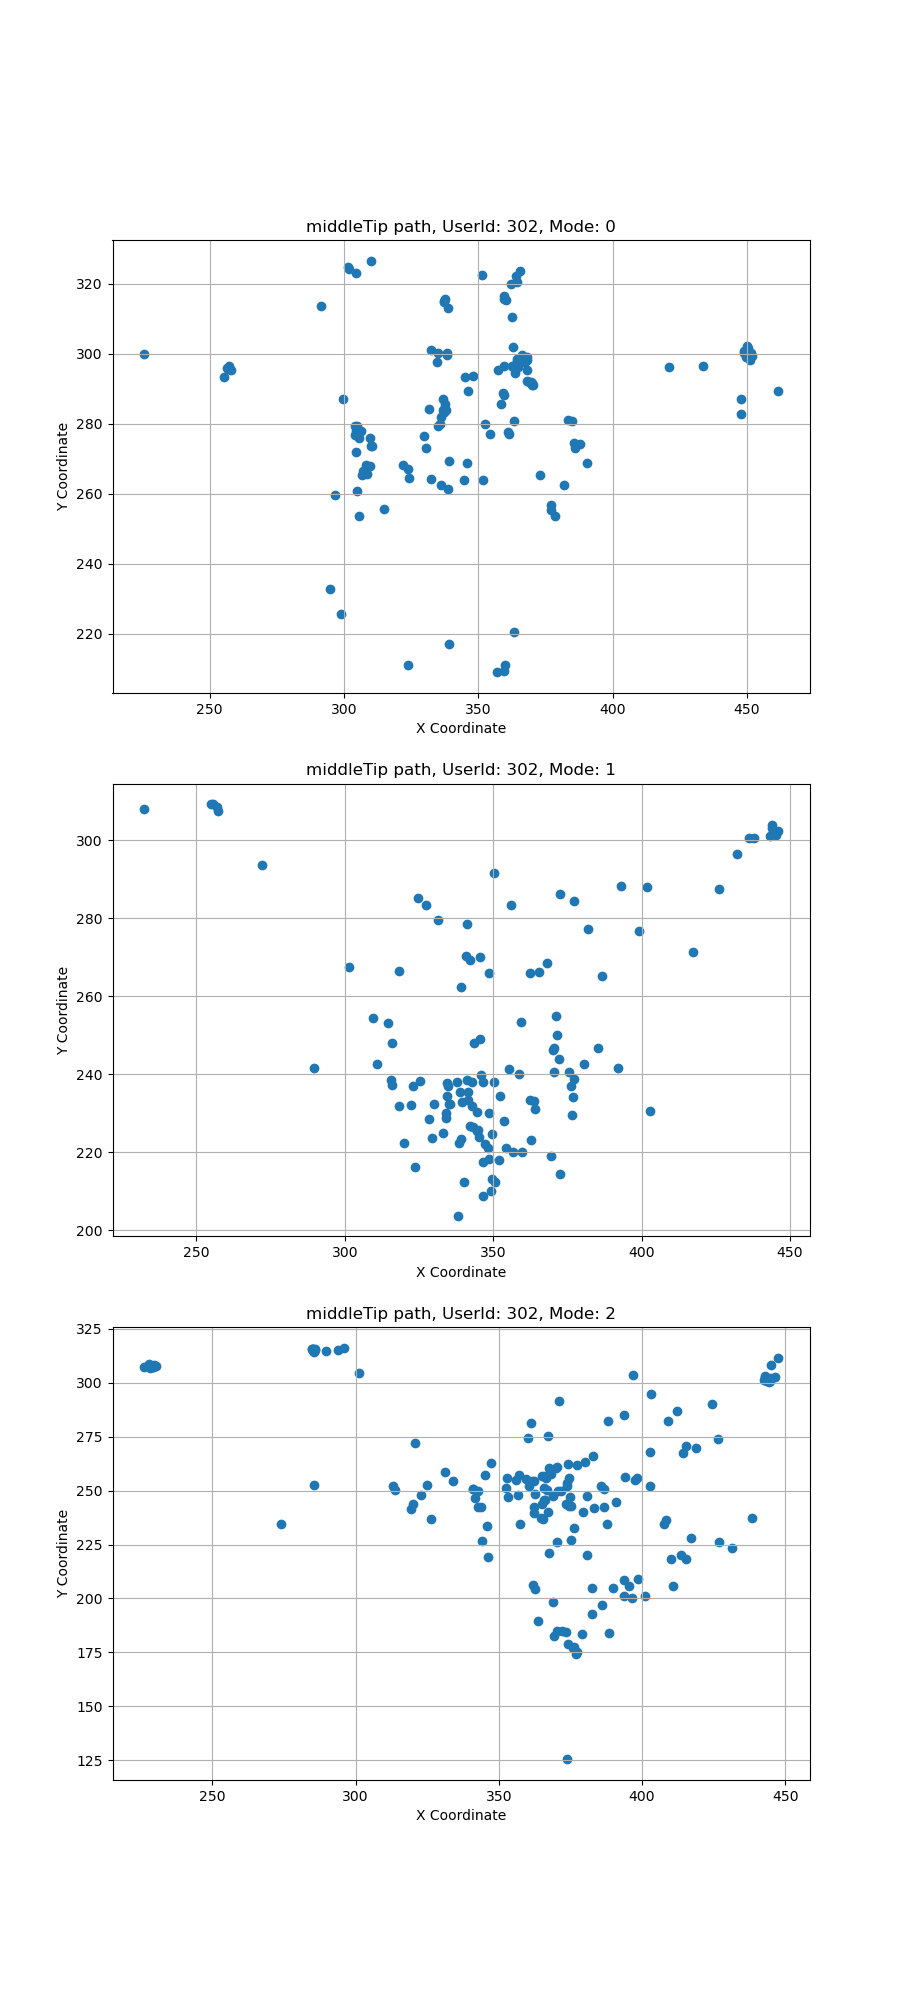 middleTip path, UserId: 302, Mode: 0
320
300
280
260
240
220
Y Coordinate
250 300 350 400 450
X Coordinate
middleTip path, UserId: 302, Mode: 1
300
280
260
240
220
200
Y Coordinate
250 300 350 400 450
X Coordinate
middleTip path, UserId: 302, Mode: 2
325
300
275
250
225
200
175
150
125
Y Coordinate
250 300 350 400 450
X Coordinate